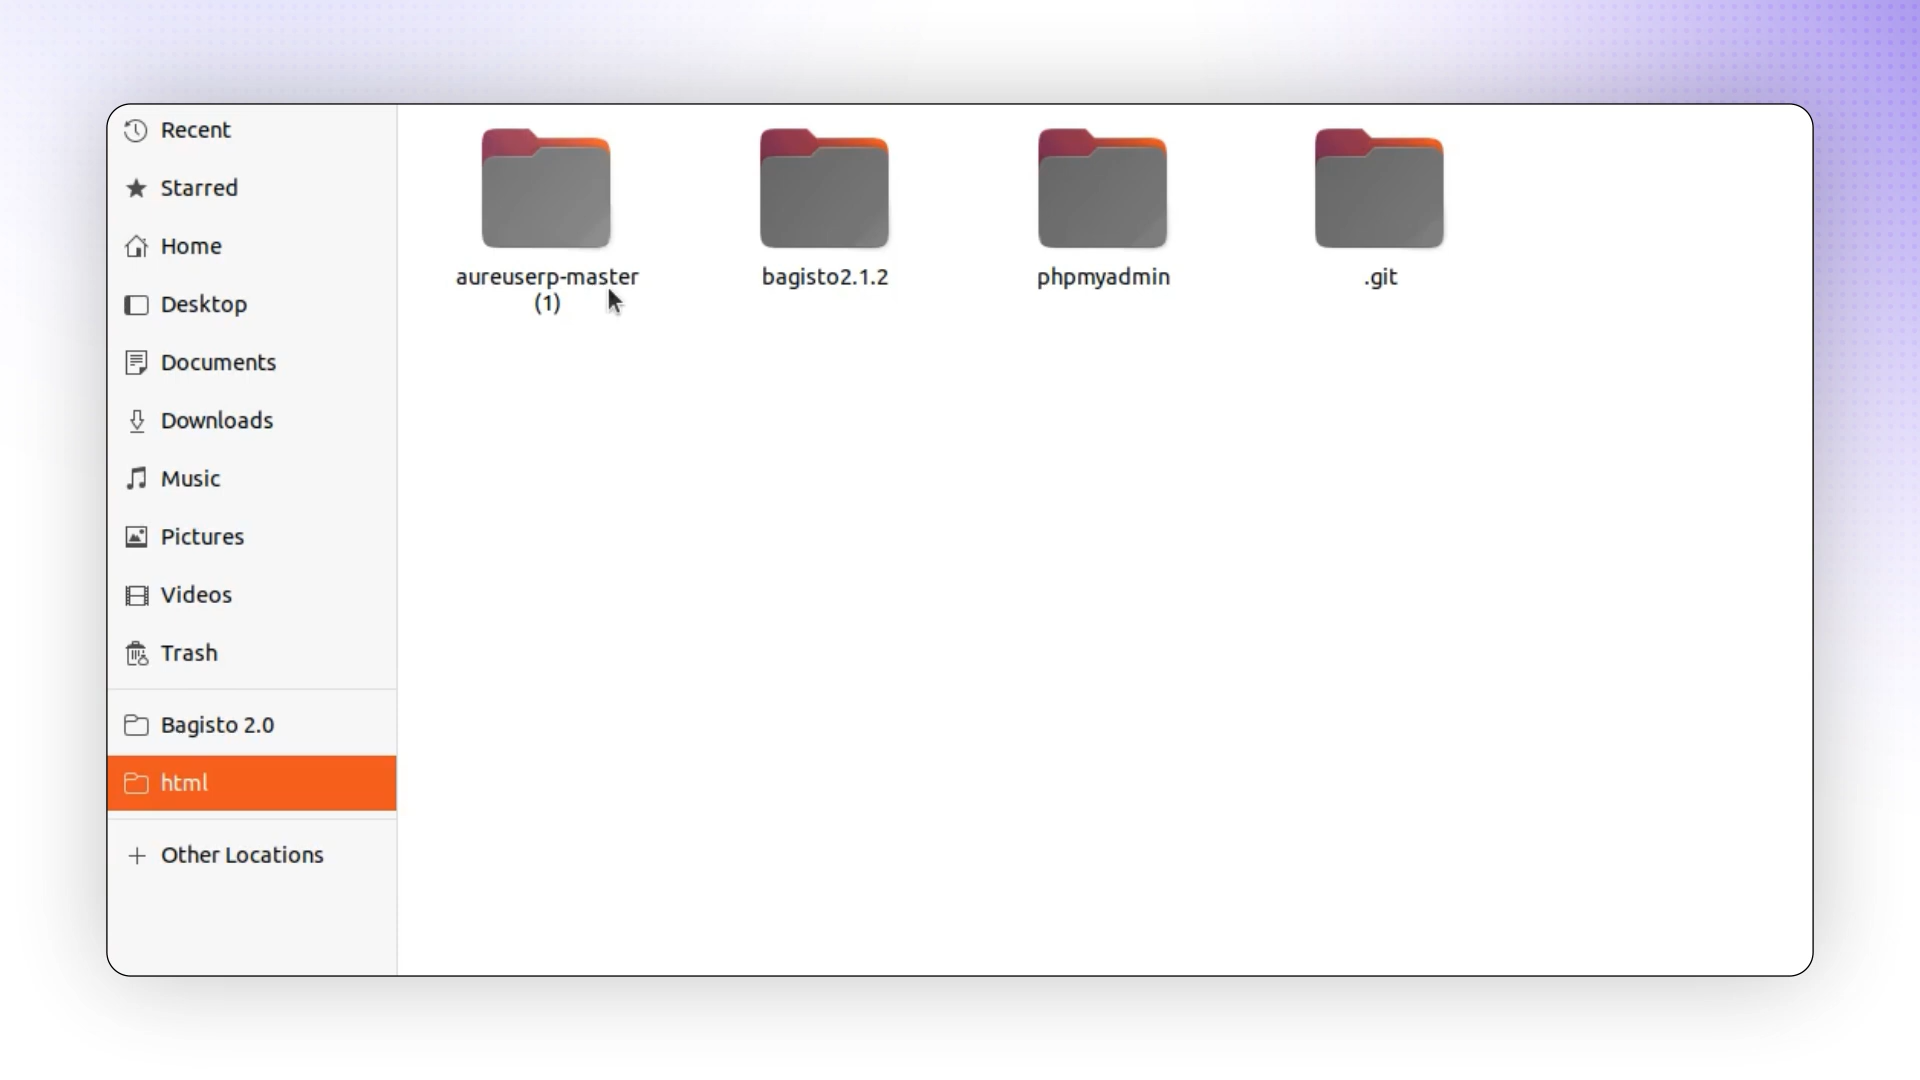 Recent
Starred
Home
Desktop
Documents
Downloads
Music
Pictures
Videos
Trash
Bagisto 2.0
html
Other Locations
aureuserp-master
(1)
bagisto2.1.2
phpmyadmin
.git